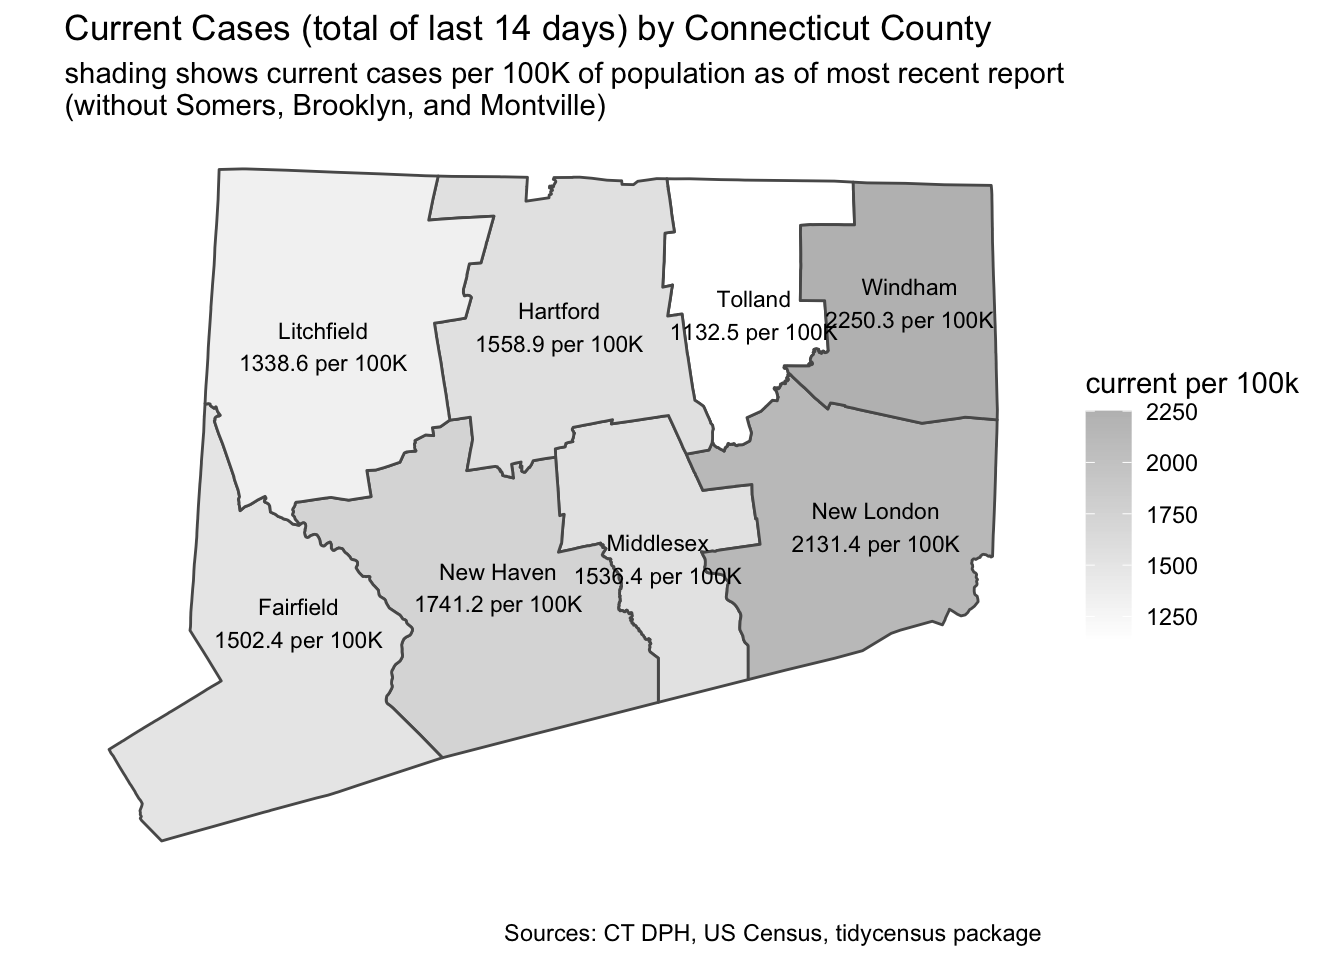 Current Cases (total of last 14 days) by Connecticut County
shading shows current cases per 100K of population as of most recent report
(without Somers, Brooklyn, and Montville)
Windham
2250.3 per 100K
Tolland
1132.5 per 100K
Hartford
1558.9 per 100K
Litchfield
1338.6 per 100K
New London
2131.4 per 100K
Middlesex
1536.4 per 100K
New Haven
1741.2 per 100K
Fairfield
1502.4 per 100K
current per 100k
2250
2000
1750
1500
1250
Sources: CT DPH, US Census, tidycensus package